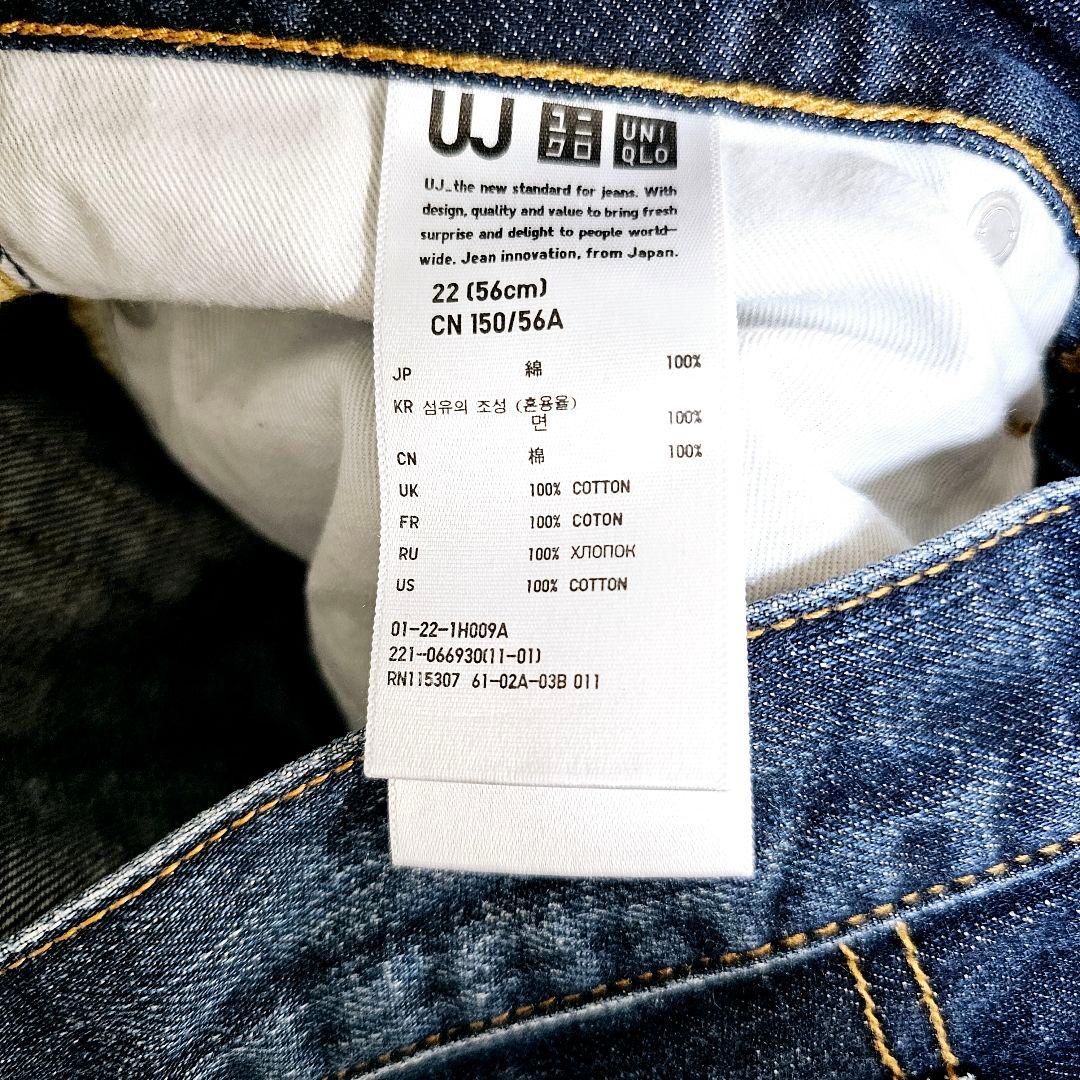 UJ ユニクロ UNI QLO
UJ_the new standard for jeans. With
design, quality and value to bring fresh
surprise and delight to people world-
wide. Jean innovation, from Japan.
22 (56cm)
CN 150/56A
JP 綿 100%
KR 섬유의 조성 (혼용율)
면 100%
CN 棉 100%
UK 100% COTTON
FR 100% COTON
RU 100% ХЛОПОК
US 100% COTTON
01-22-1H009A
221-066930(11-01)
RN115307 61-02A-03B 011